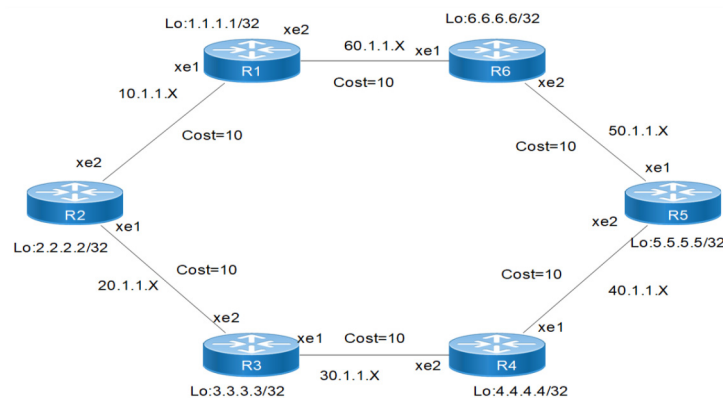 Lo:1.1.1.1/32
xe2
Lo:6.6.6.6/32
60.1.1.X
xe1
xe1
R1
R6
Cost=10
xe2
10.1.1.X
50.1.1.X
Cost=10
Cost=10
xe2
xe1
R2
R5
xe1
xe2
Lo:2.2.2.2/32
Lo:5.5.5.5/32
Cost=10
Cost=10
20.1.1.X
40.1.1.X
xe2
xe1
xe1
Cost=10
xe2
R3
R4
30.1.1.X
Lo:3.3.3.3/32
Lo:4.4.4.4/32